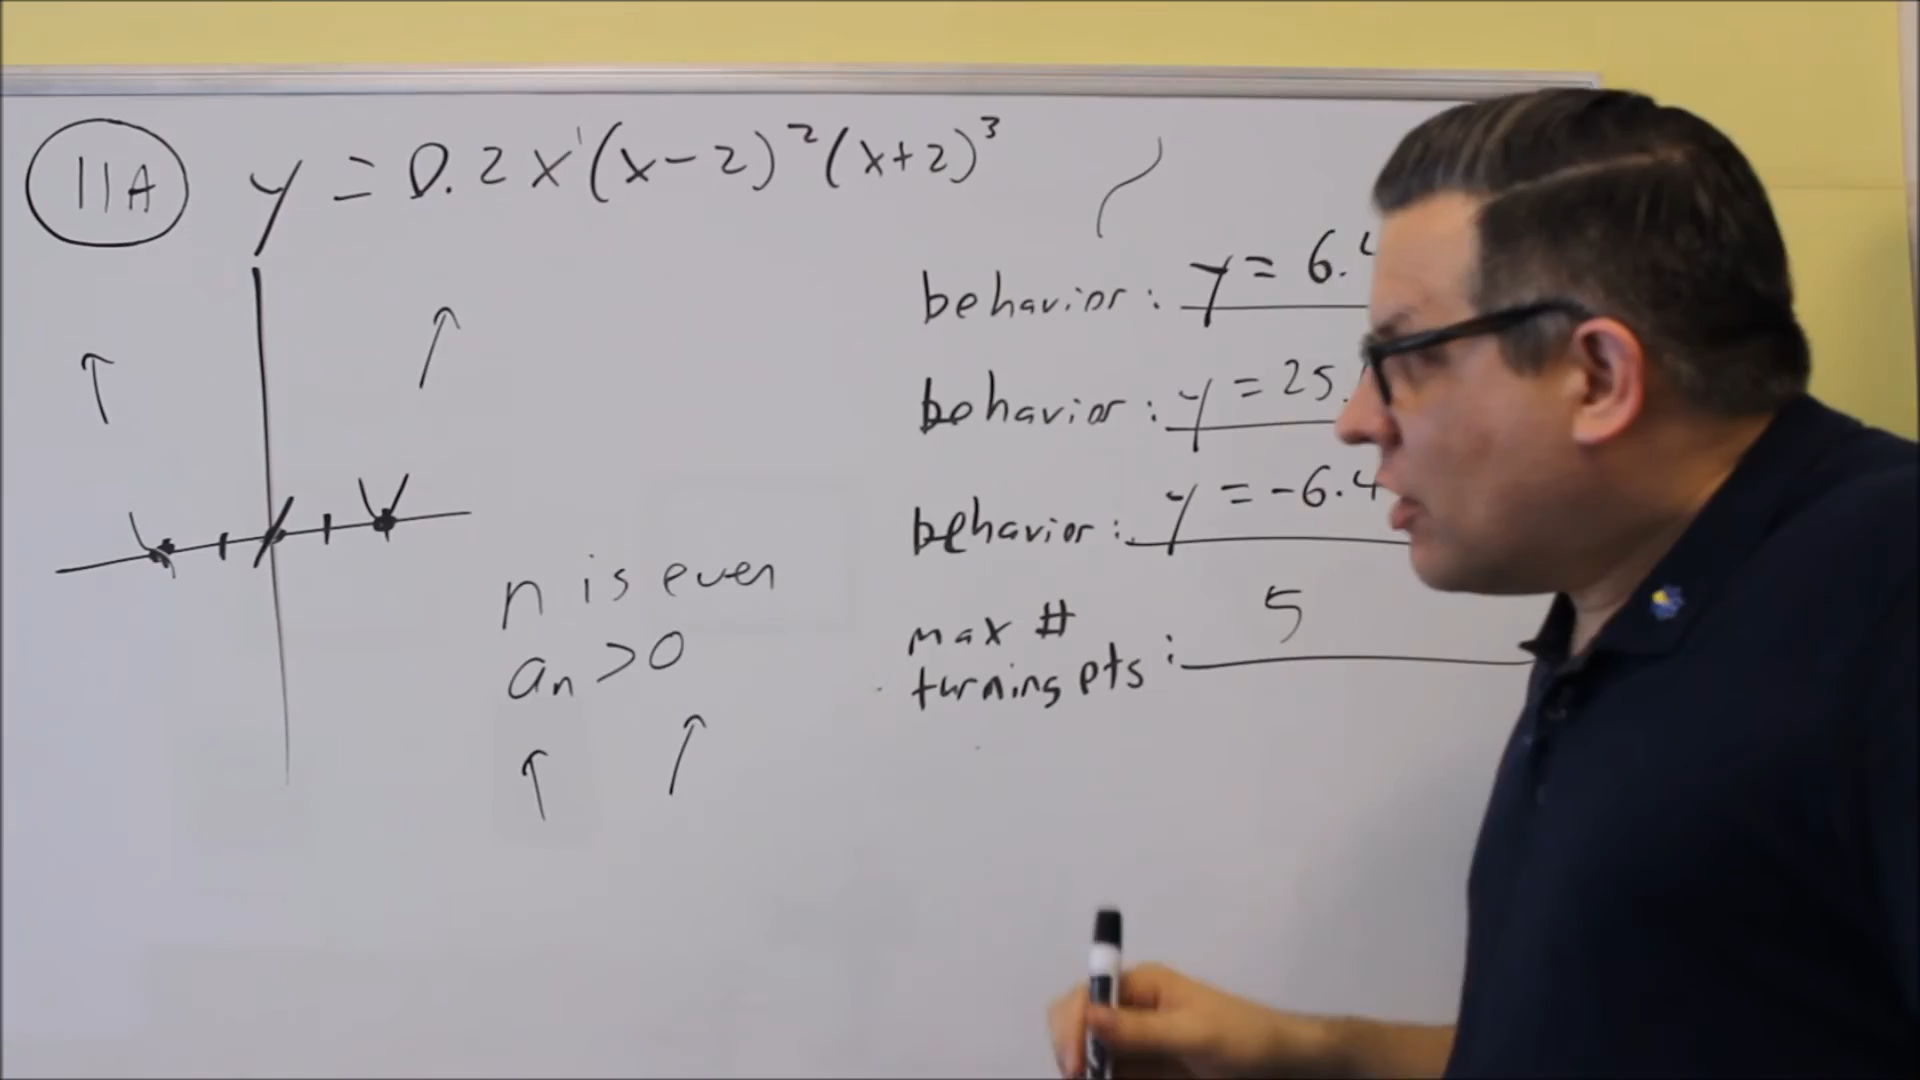 11A
y = 0.2x¹(x-2)²(x+2)³
behavior: y = 6.4
behavior: y = 25.
behavior: y = -6.4
max #
turning pts: 5
n is even
aₙ > 0